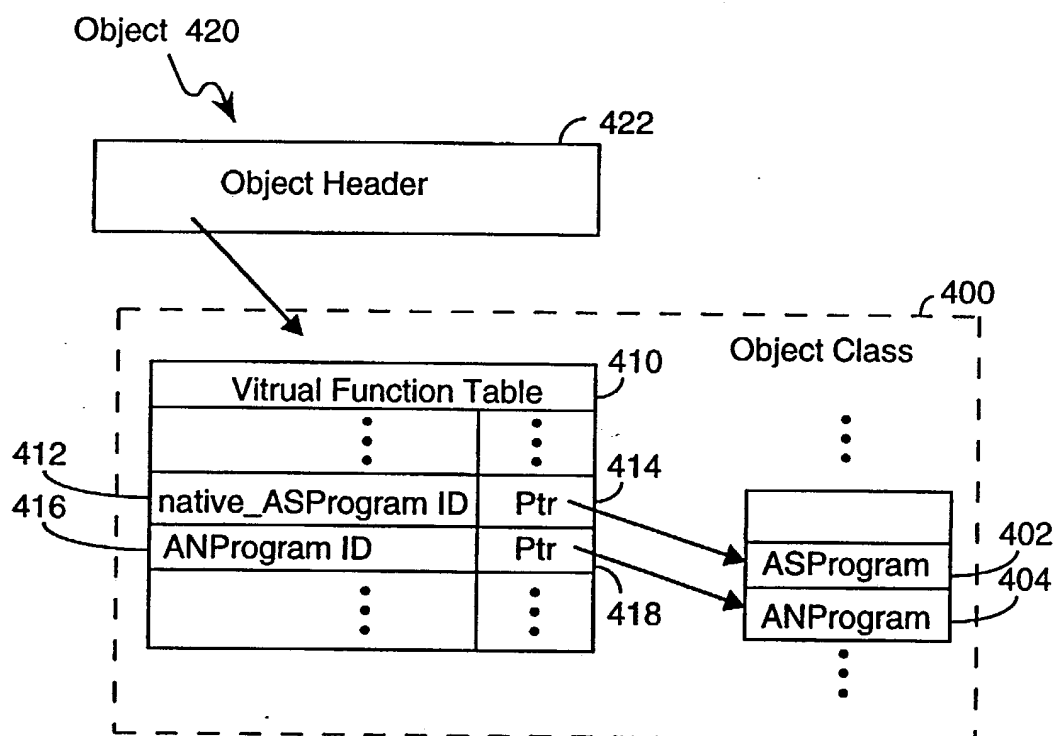 Object 420
422
Object Header
400
Object Class
410
Vitrual Function Table
412
414
native_ASProgram ID
Ptr
416
ANProgram ID
Ptr
418
402
ASProgram
404
ANProgram